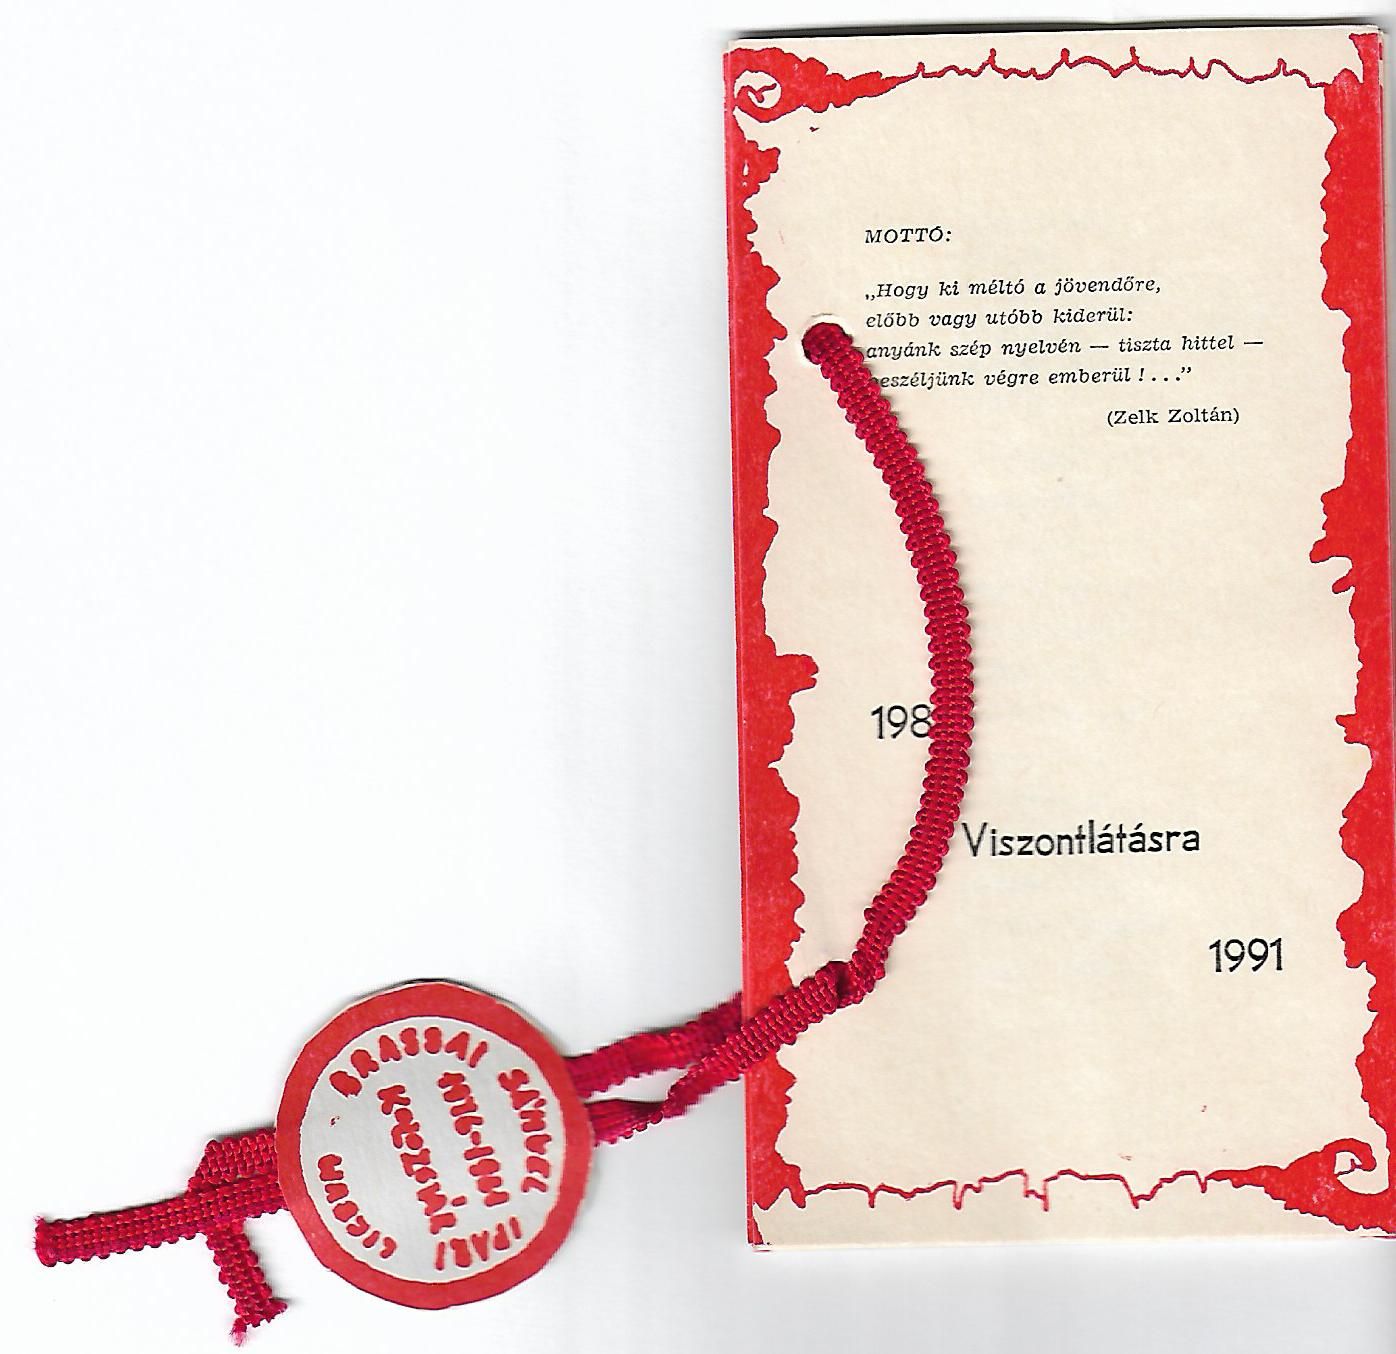 MOTTÓ:
„Hogy ki méltó a jövendőre,
előbb vagy utóbb kiderül:
anyánk szép nyelvén — tiszta hittel —
eszéljünk végre emberül!...”
(Zelk Zoltán)
198
Viszontlátásra
1991
BRASSAI SÁMUEL IPARI LICEUM
KOLOZSVÁR